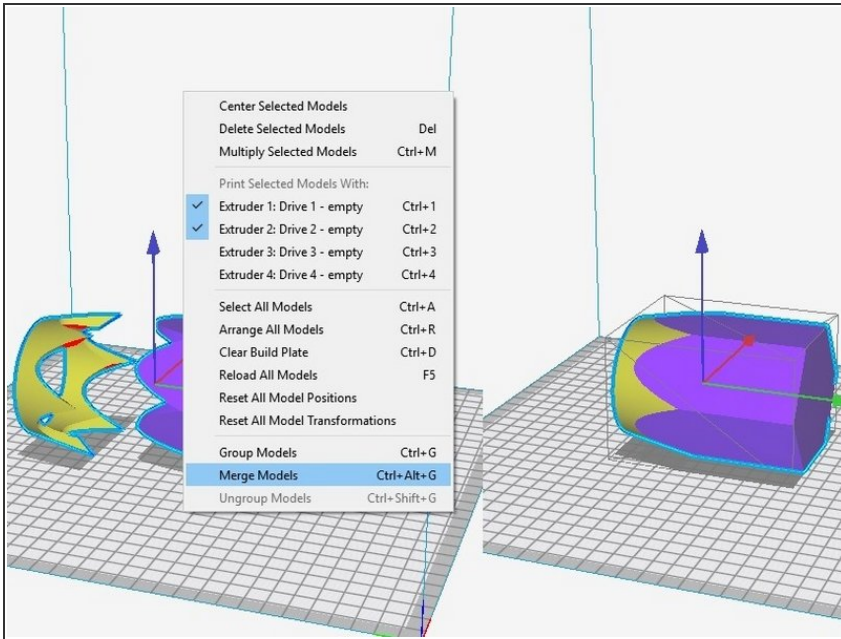 Center Selected Models
Delete Selected Models Del
Multiply Selected Models Ctrl+M
Print Selected Models With:
Extruder 1: Drive 1 - empty Ctrl+1
Extruder 2: Drive 2 - empty Ctrl+2
Extruder 3: Drive 3 - empty Ctrl+3
Extruder 4: Drive 4 - empty Ctrl+4
Select All Models Ctrl+A
Arrange All Models Ctrl+R
Clear Build Plate Ctrl+D
Reload All Models F5
Reset All Model Positions
Reset All Model Transformations
Group Models Ctrl+G
Merge Models Ctrl+Alt+G
Ungroup Models Ctrl+Shift+G